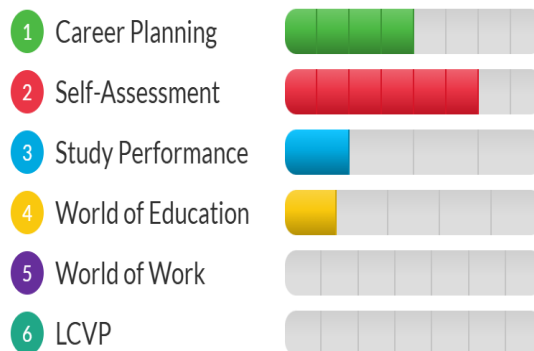 1 Career Planning
2 Self-Assessment
3 Study Performance
4 World of Education
5 World of Work
6 LCVP